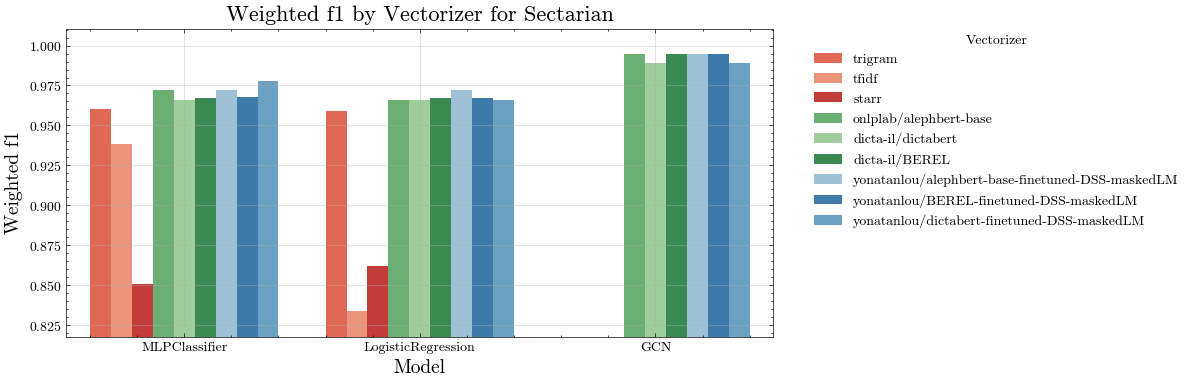 Weighted f1 by Vectorizer for Sectarian
Weighted f1
1.000
0.975
0.950
0.925
0.900
0.875
0.850
0.825
MLPClassifier
LogisticRegression
GCN
Model
Vectorizer
trigram
tfidf
starr
onlplab/alephbert-base
dicta-il/dictabert
dicta-il/BEREL
yonatanlou/alephbert-base-finetuned-DSS-maskedLM
yonatanlou/BEREL-finetuned-DSS-maskedLM
yonatanlou/dictabert-finetuned-DSS-maskedLM